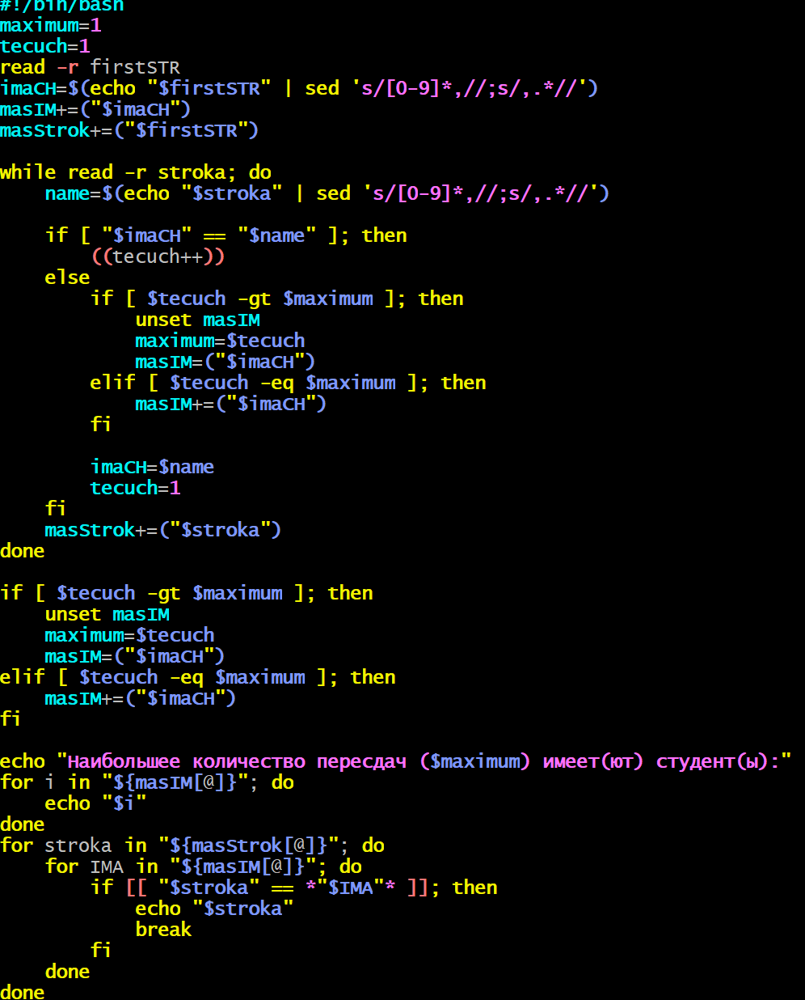 #!/bin/bash
maximum=1
tecuch=1
read -r firstSTR
imaCH=$(echo "$firstSTR" | sed 's/[0-9]*,//;s/,.*//')
masIM+=("$imaCH")
masStrok+=("$firstSTR")

while read -r stroka; do
    name=$(echo "$stroka" | sed 's/[0-9]*,//;s/,.*//')

    if [ "$imaCH" == "$name" ]; then
        ((tecuch++))
    else
        if [ $tecuch -gt $maximum ]; then
            unset masIM
            maximum=$tecuch
            masIM=("$imaCH")
        elif [ $tecuch -eq $maximum ]; then
            masIM+=("$imaCH")
        fi

        imaCH=$name
        tecuch=1
    fi
    masStrok+=("$stroka")
done

if [ $tecuch -gt $maximum ]; then
    unset masIM
    maximum=$tecuch
    masIM=("$imaCH")
elif [ $tecuch -eq $maximum ]; then
    masIM+=("$imaCH")
fi

echo "Наибольшее количество пересдач ($maximum) имеет(ют) студент(ы):"
for i in "${masIM[@]}"; do
    echo "$i"
done
for stroka in "${masStrok[@]}"; do
    for IMA in "${masIM[@]}"; do
        if [[ "$stroka" == *"$IMA"* ]]; then
            echo "$stroka"
            break
        fi
    done
done